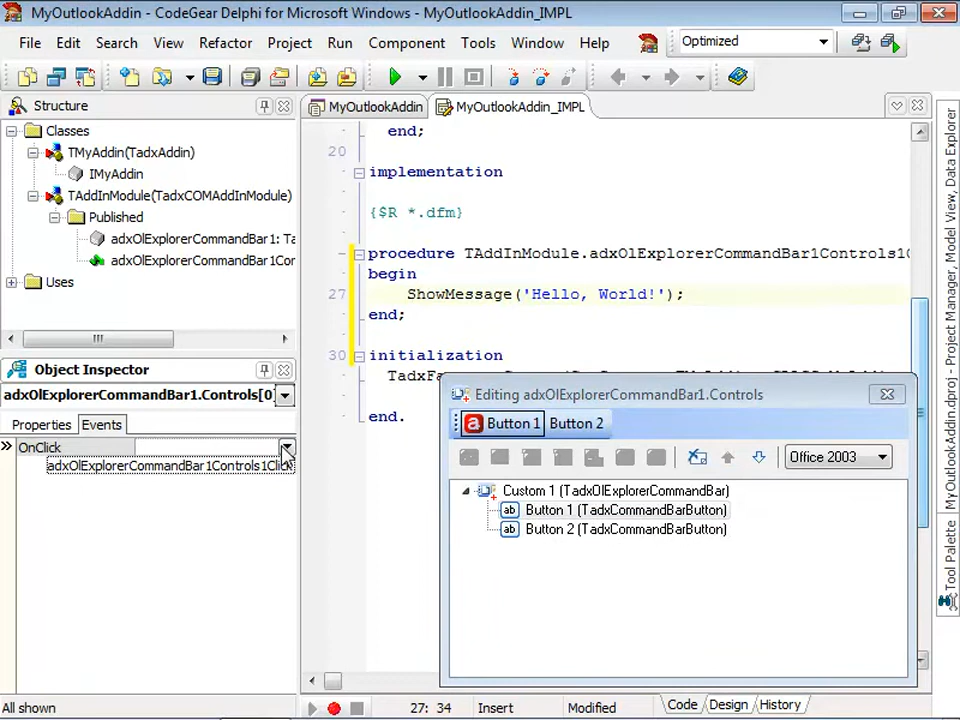 MyOutlookAddin - CodeGear Delphi for Microsoft Windows - MyOutlookAddin_IMPL
File Edit Search View Refactor Project Run Component Tools Window Help
Optimized
Structure
MyOutlookAddin
MyOutlookAddin_IMPL
Classes
TMyAddin(TadxAddin)
IMyAddin
TAddInModule(TadxCOMAddInModule)
Published
adxOlExplorerCommandBar1: Ta
adxOlExplorerCommandBar1Con
Uses
end;
20
implementation
{$R *.dfm}
procedure TAddInModule.adxOlExplorerCommandBar1Controls1
begin
27 ShowMessage('Hello, World!');
end;
30 initialization
end.
Object Inspector
adxOlExplorerCommandBar1.Controls[0]
Properties Events
OnClick
adxOlExplorerCommandBar1Controls1Click
Editing adxOlExplorerCommandBar1.Controls
Button 1 Button 2
Office 2003
Custom 1 (TadxOlExplorerCommandBar)
ab Button 1 (TadxCommandBarButton)
ab Button 2 (TadxCommandBarButton)
MyOutlookAddin.dproj - Project Manager, Model View, Data Explorer
Tool Palette
All shown
27: 34 Insert Modified
Code Design History